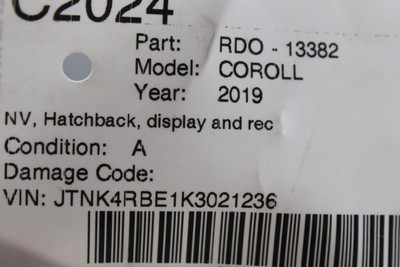 C2024
Part: RDO - 13382
Model: COROLL
Year: 2019
NV, Hatchback, display and rec
Condition: A
Damage Code:
VIN: JTNK4RBE1K3021236